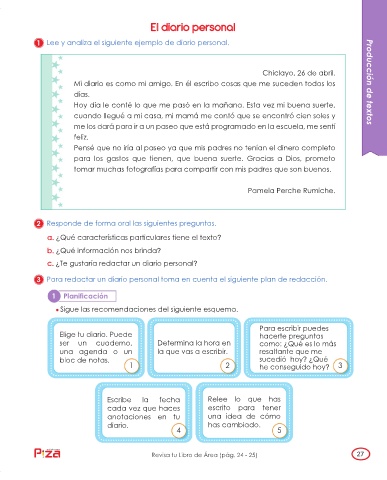 El diario personal
1 Lee y analiza el siguiente ejemplo de diario personal.
Chiclayo, 26 de abril.
Mi diario es como mi amigo. En él escribo cosas que me suceden todos los
días.
Hoy día le conté lo que me pasó en la mañana. Esta vez mi buena suerte,
cuando llegué a mi casa, mi mamá me contó que se encontró cien soles y
me los dará para ir a un paseo que está programado en la escuela, me sentí
feliz.
Pensé que no iría al paseo ya que mis padres no tenían el dinero completo
para los gastos que tienen, que buena suerte. Gracias a Dios, prometo
tomar muchas fotografías para compartir con mis padres que son buenos.
Pamela Perche Rumiche.
Producción de textos
2 Responde de forma oral las siguientes preguntas.
a. ¿Qué características particulares tiene el texto?
b. ¿Qué información nos brinda?
c. ¿Te gustaría redactar un diario personal?
3 Para redactar un diario personal toma en cuenta el siguiente plan de redacción.
1 Planificación
Sigue las recomendaciones del siguiente esquema.
Elige tu diario. Puede
ser un cuaderno,
una agenda o un
bloc de notas.
1
Determina la hora en
la que vas a escribir.
2
Para escribir puedes
hacerte preguntas
como: ¿Qué es lo más
resaltante que me
sucedió hoy? ¿Qué
he conseguido hoy?
3
Escribe la fecha
cada vez que haces
anotaciones en tu
diario.
4
Relee lo que has
escrito para tener
una idea de cómo
has cambiado.
5
Revisa tu Libro de Área (pág. 24 - 25)
27